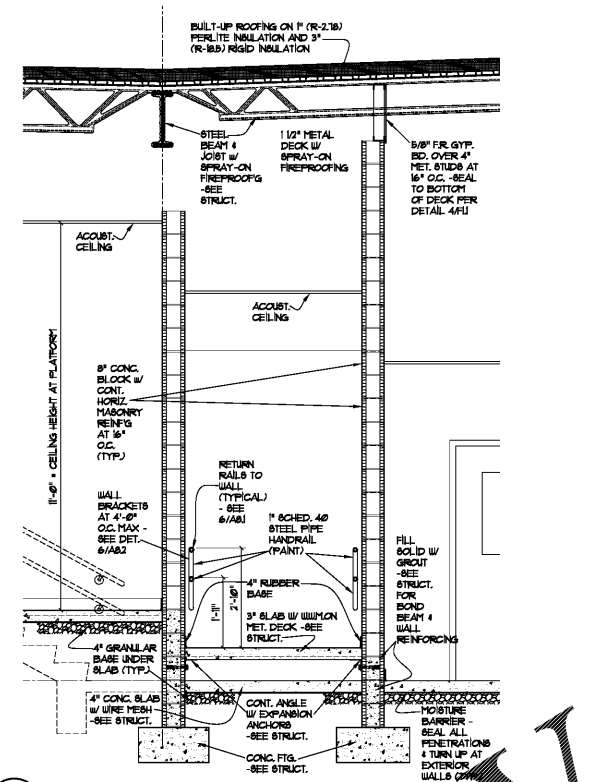 BUILT-UP ROOFING ON 1" (R-2.78)
PERLITE INSULATION AND 3"
(R-18.5) RIGID INSULATION
STEEL
BEAM &
JOIST W/
SPRAY-ON
FIREPROOF'G
-SEE
STRUCT.
1 1/2" METAL
DECK W/
SPRAY-ON
FIREPROOFING
5/8" F.R. GYP.
BD. OVER 4"
MET. STUDS AT
16" O.C. -SEAL
TO BOTTOM
OF DECK PER
DETAIL 4/F1.1
ACOUST.
CEILING
ACOUST.
CEILING
11'-0" = CEILING HEIGHT AT PLATFORM
8" CONC.
BLOCK W/
CONT.
HORIZ.
MASONRY
REINF'G
AT 16"
O.C.
(TYP.)
WALL
BRACKETS
AT 4'-0"
O.C. MAX -
SEE DET.
6/A8.2
RETURN
RAILS TO
WALL
(TYPICAL)
- SEE
6/A8.1
1" SCHED. 40
STEEL PIPE
HANDRAIL
(PAINT)
4" RUBBER
BASE
1'-11"
2'-10"
3" SLAB W/ WWM ON
MET. DECK -SEE
STRUCT.
FILL
SOLID W/
GROUT
-SEE
STRUCT.
FOR
BOND
BEAM &
WALL
REINFORCING
4" GRANULAR
BASE UNDER
SLAB (TYP.)
4" CONC. SLAB
W/ WIRE MESH
-SEE STRUCT.
CONT. ANGLE
W/ EXPANSION
ANCHORS
-SEE STRUCT.
CONC. FTG.
-SEE STRUCT.
MOISTURE
BARRIER -
SEAL ALL
PENETRATIONS
& TURN UP AT
EXTERIOR
WALLS